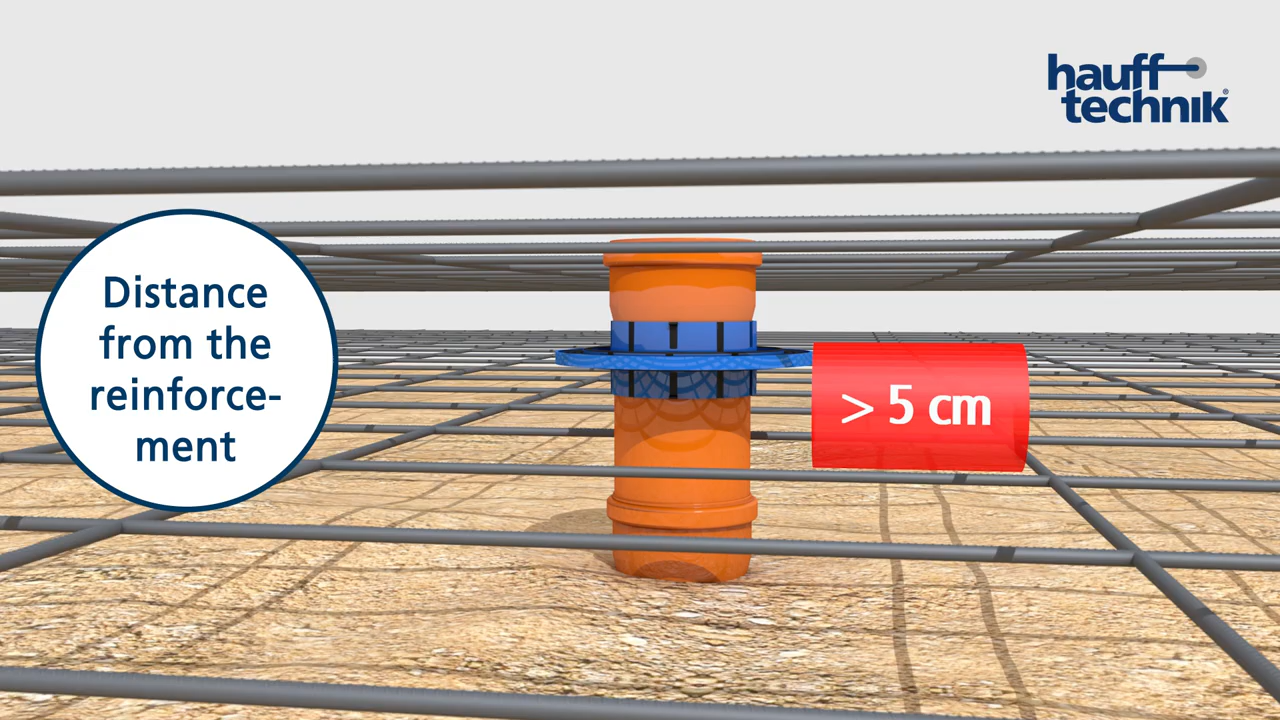 hauff
technik®
Distance
from the
reinforce-
ment
> 5 cm